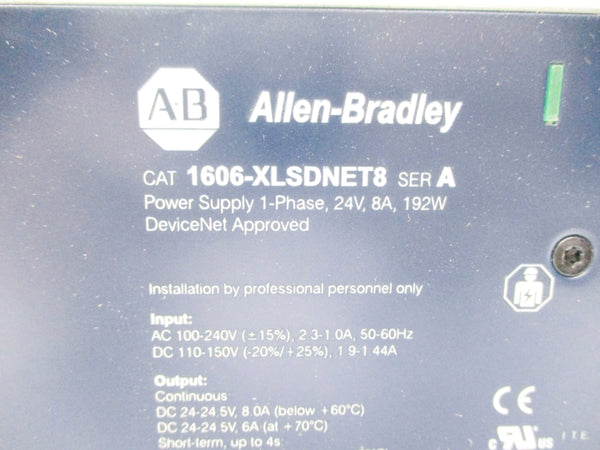 A-B Allen-Bradley
CAT 1606-XLSDNET8 SER A
Power Supply 1-Phase, 24V, 8A, 192W
DeviceNet Approved
Installation by professional personnel only
Input:
AC 100-240V (±15%), 2.3-1.0A, 50-60Hz
DC 110-150V (-20%/+25%), 1.9-1.44A
Output:
Continuous
DC 24-24.5V, 8.0A (below +60°C)
DC 24-24.5V, 6A (at +70°C)
Short-term, up to 4s:
CE
c UR US I.T.E.